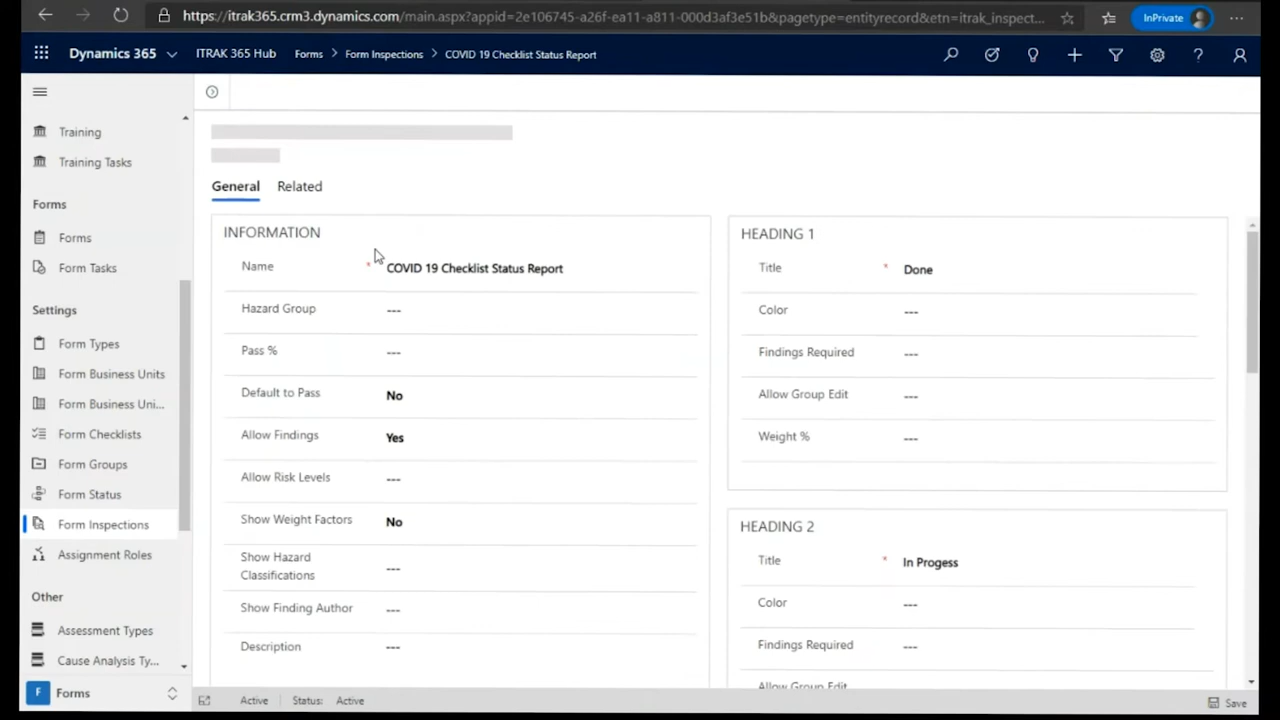 https://itrak365.crm3.dynamics.com/main.aspx?appid=2e106745-a26f-ea11-a811-000d3af3e51b&pagetype=entityrecord&etn=itrak_inspect...
InPrivate
Dynamics 365
ITRAK 365 Hub
Forms
Form Inspections
COVID 19 Checklist Status Report
Training
Training Tasks
Forms
Forms
Form Tasks
Settings
Form Types
Form Business Units
Form Business Uni...
Form Checklists
Form Groups
Form Status
Form Inspections
Assignment Roles
Other
Assessment Types
Cause Analysis Ty...
F Forms
General Related
INFORMATION
Name * COVID 19 Checklist Status Report
Hazard Group ---
Pass % ---
Default to Pass No
Allow Findings Yes
Allow Risk Levels ---
Show Weight Factors No
Show Hazard
Classifications ---
Show Finding Author ---
Description ---
HEADING 1
Title * Done
Color ---
Findings Required ---
Allow Group Edit ---
Weight % ---
HEADING 2
Title * In Progess
Color ---
Findings Required ---
Allow Group Edit
Active Status: Active
Save